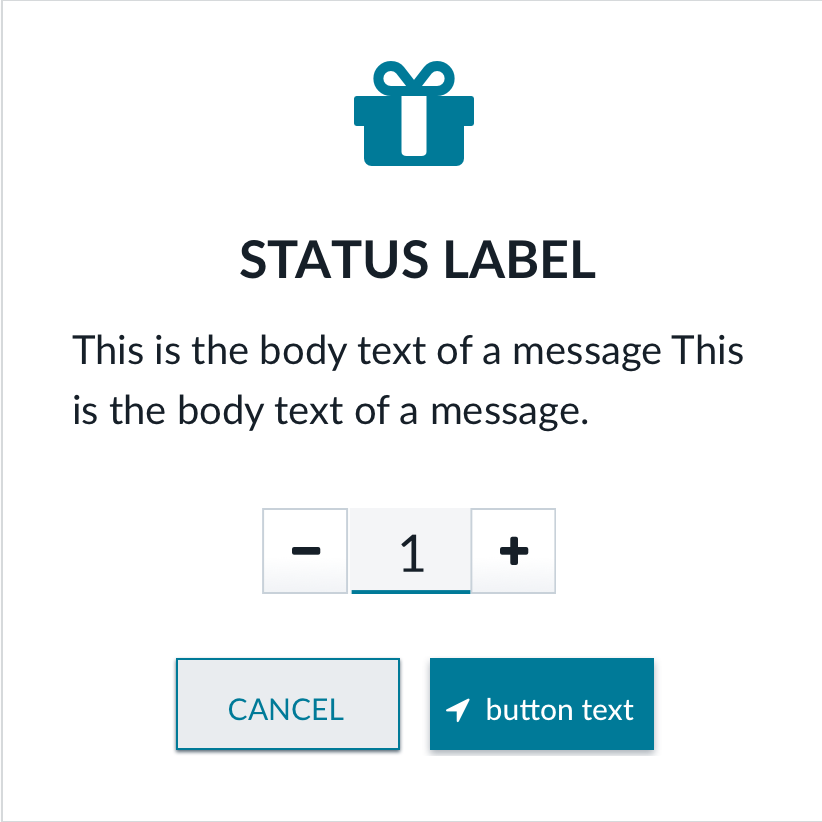 STATUS LABEL
This is the body text of a message This
is the body text of a message.
1
CANCEL
button text